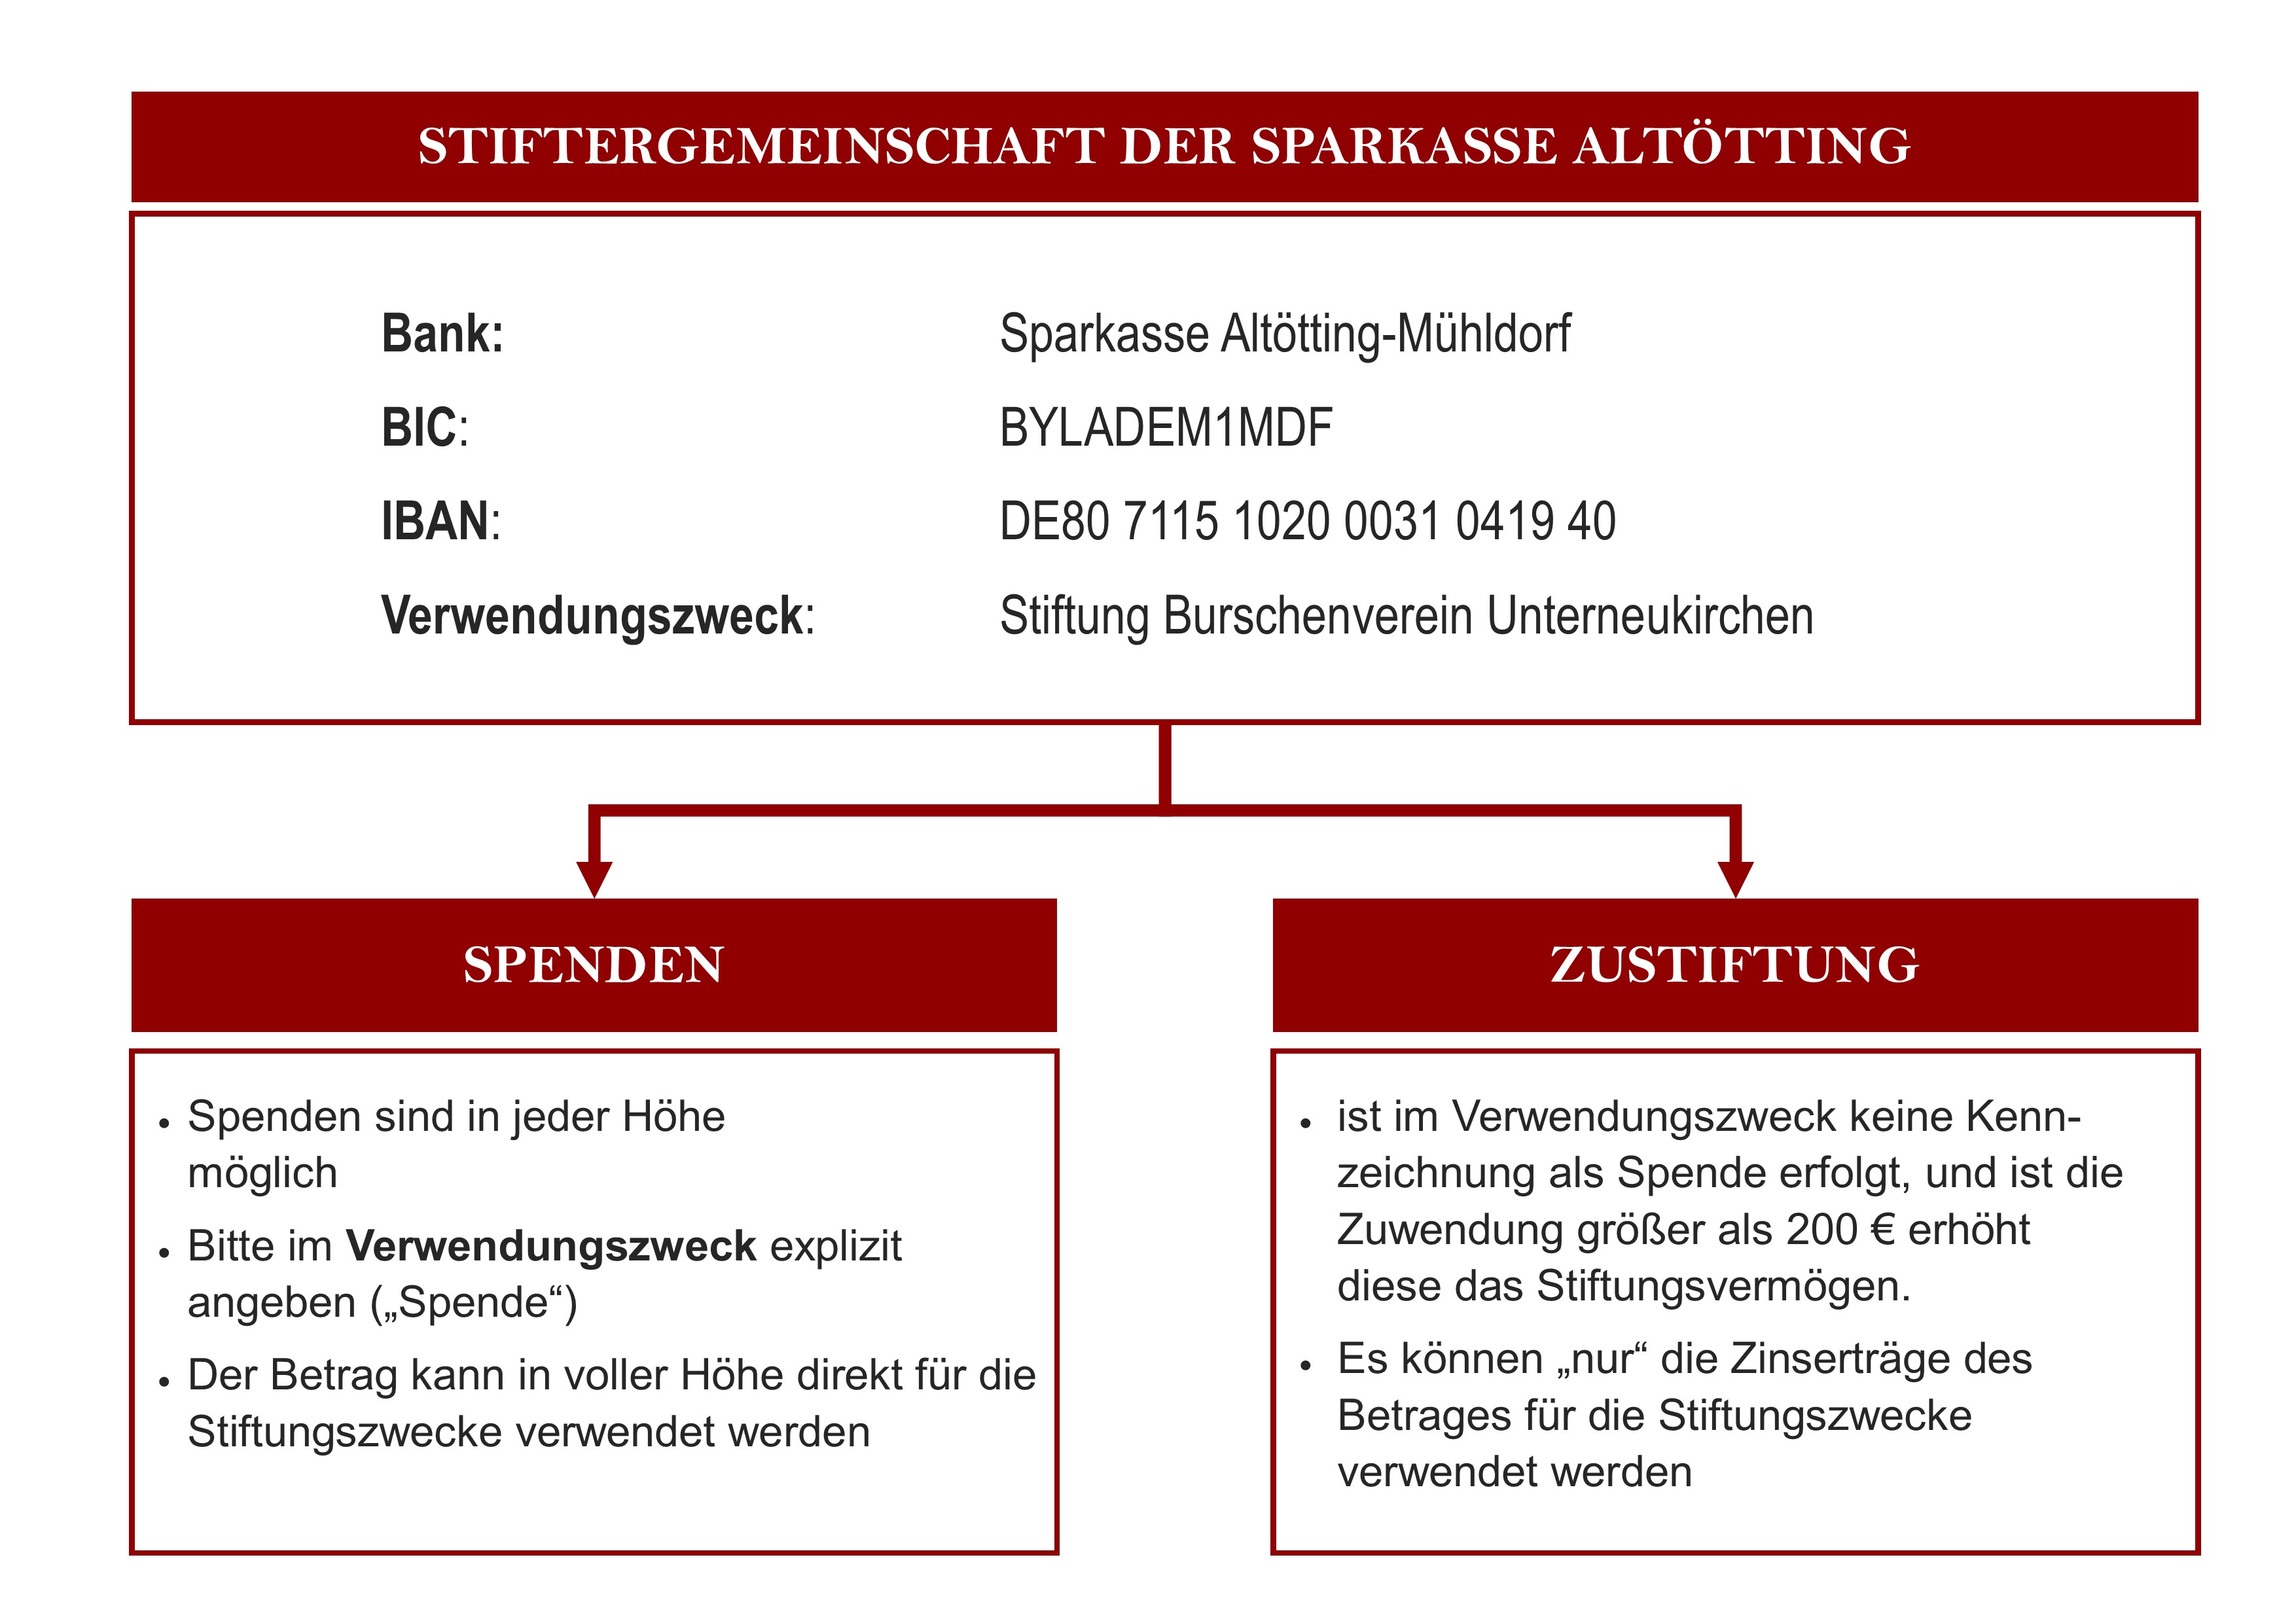 STIFTERGEMEINSCHAFT DER SPARKASSE ALTÖTTING
Bank: Sparkasse Altötting-Mühldorf
BIC: BYLADEM1MDF
IBAN: DE80 7115 1020 0031 0419 40
Verwendungszweck: Stiftung Burschenverein Unterneukirchen
SPENDEN
• Spenden sind in jeder Höhe
möglich
• Bitte im Verwendungszweck explizit
angeben („Spende“)
• Der Betrag kann in voller Höhe direkt für die
Stiftungszwecke verwendet werden
ZUSTIFTUNG
• ist im Verwendungszweck keine Kenn-
zeichnung als Spende erfolgt, und ist die
Zuwendung größer als 200 € erhöht
diese das Stiftungsvermögen.
• Es können „nur“ die Zinserträge des
Betrages für die Stiftungszwecke
verwendet werden